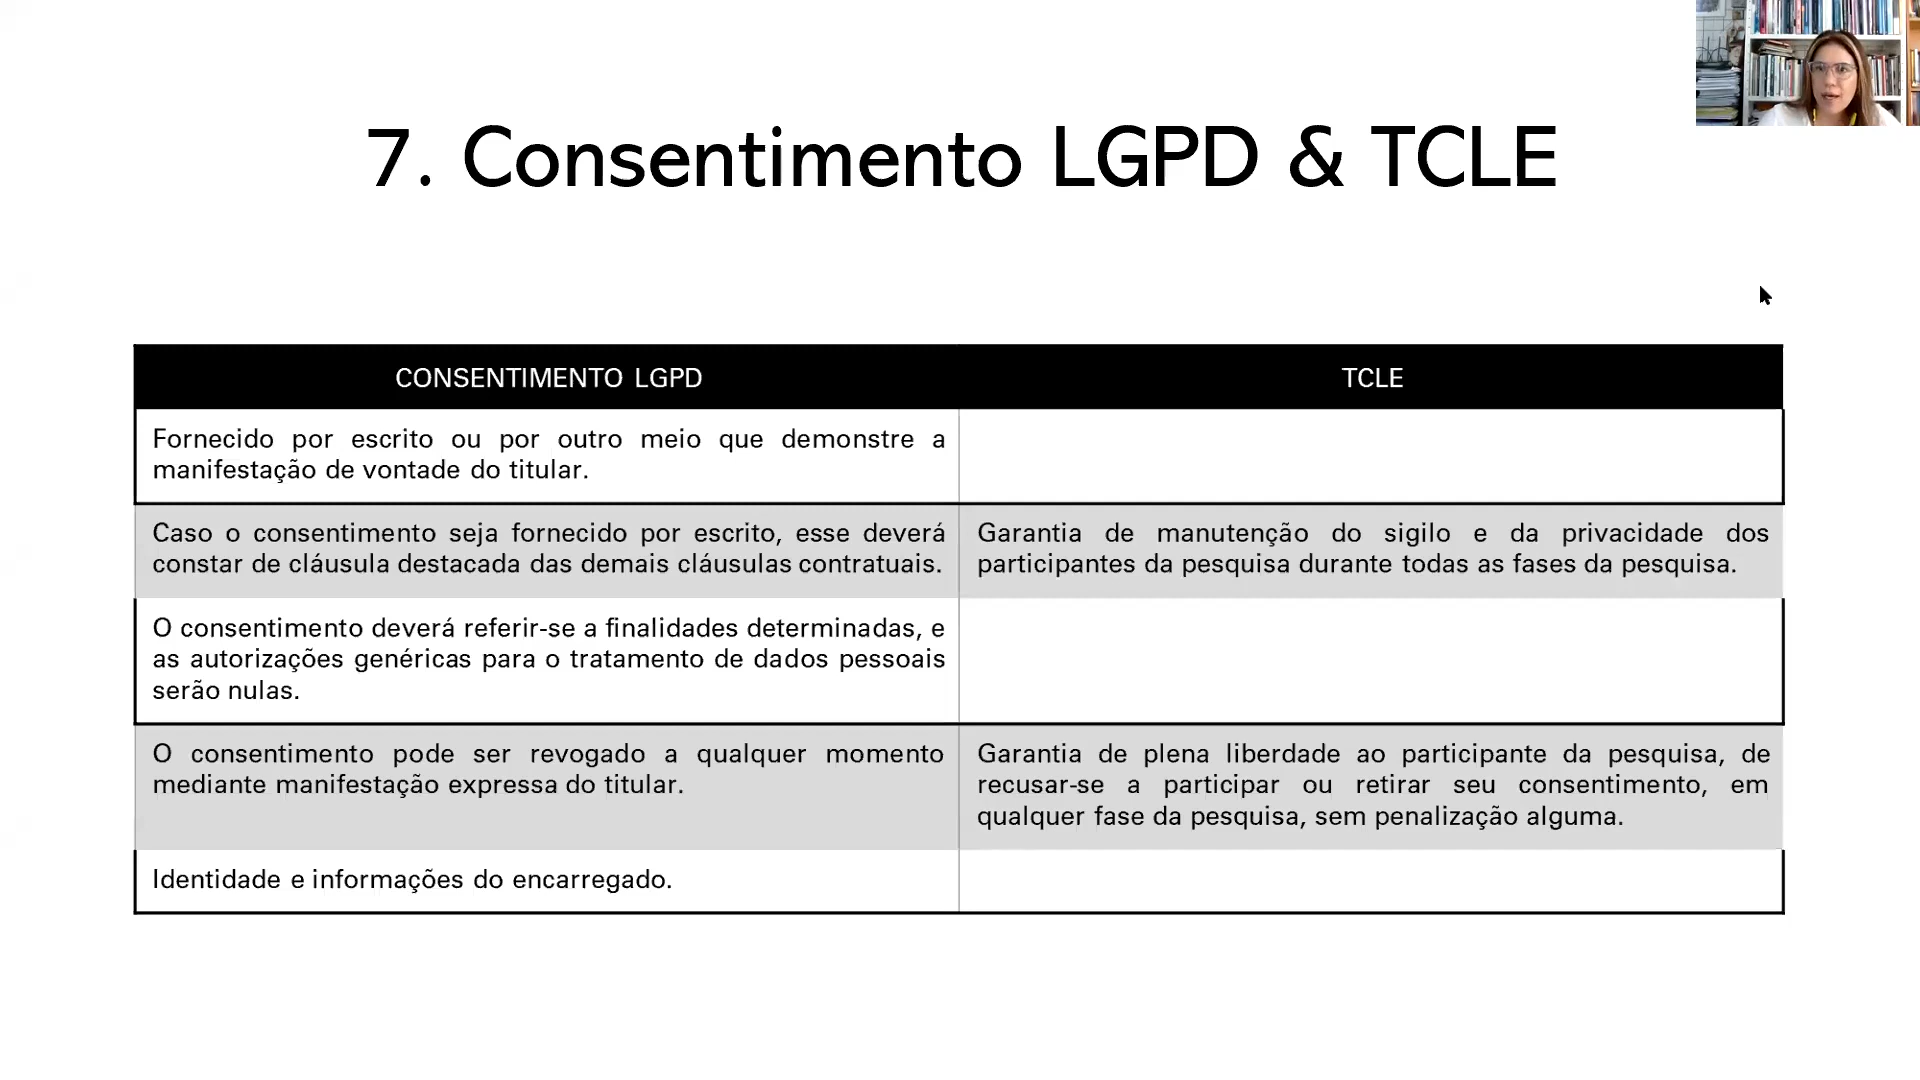 7. Consentimento LGPD & TCLE
CONSENTIMENTO LGPD
TCLE
Fornecido por escrito ou por outro meio que demonstre a
manifestação de vontade do titular.
Caso o consentimento seja fornecido por escrito, esse deverá
constar de cláusula destacada das demais cláusulas contratuais.
Garantia de manutenção do sigilo e da privacidade dos
participantes da pesquisa durante todas as fases da pesquisa.
O consentimento deverá referir-se a finalidades determinadas, e
as autorizações genéricas para o tratamento de dados pessoais
serão nulas.
O consentimento pode ser revogado a qualquer momento
mediante manifestação expressa do titular.
Garantia de plena liberdade ao participante da pesquisa, de
recusar-se a participar ou retirar seu consentimento, em
qualquer fase da pesquisa, sem penalização alguma.
Identidade e informações do encarregado.